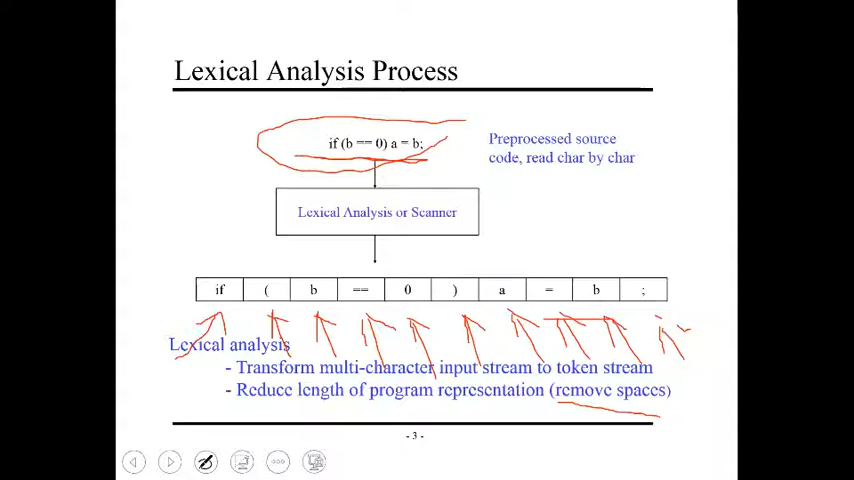 Lexical Analysis Process
if (b == 0) a = b;
Preprocessed source
code, read char by char
Lexical Analysis or Scanner
if ( b == 0 ) a = b ;
Lexical analysis
- Transform multi-character input stream to token stream
- Reduce length of program representation (remove spaces)
- 3 -